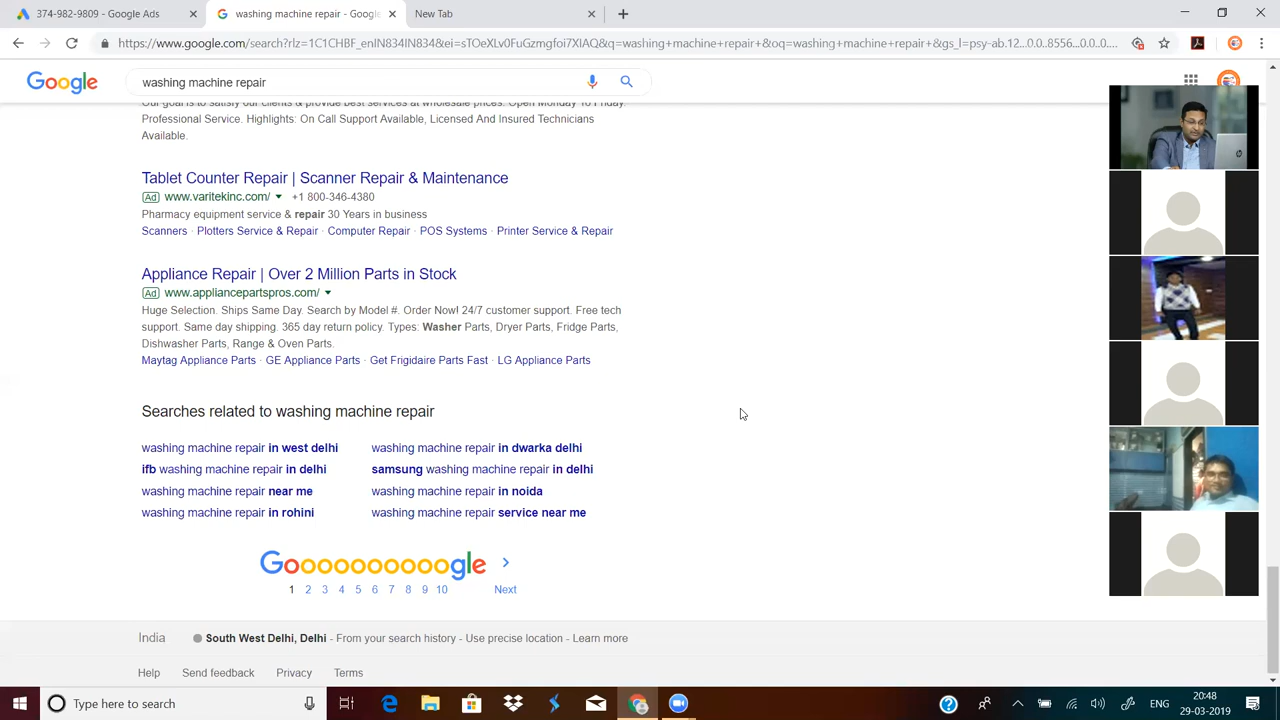 374-982-9809 - Google Ads
washing machine repair - Googl
New Tab
https://www.google.com/search?rlz=1C1CHBF_enIN834IN834&ei=sTOeXLv0FuGzmgfoi7XIAQ&q=washing+machine+repair+&oq=washing+machine+repair+&gs_l=psy-ab.12...0.0..8556...0.0..0....
Google
washing machine repair
Our goal is to satisfy our clients & provide best services at wholesale prices. Open Monday To Friday.
Professional Service. Highlights: On Call Support Available, Licensed And Insured Technicians
Available.
Tablet Counter Repair | Scanner Repair & Maintenance
Ad www.varitekinc.com/ +1 800-346-4380
Pharmacy equipment service & repair 30 Years in business
Scanners · Plotters Service & Repair · Computer Repair · POS Systems · Printer Service & Repair
Appliance Repair | Over 2 Million Parts in Stock
Ad www.appliancepartspros.com/
Huge Selection. Ships Same Day. Search by Model #. Order Now! 24/7 customer support. Free tech
support. Same day shipping. 365 day return policy. Types: Washer Parts, Dryer Parts, Fridge Parts,
Dishwasher Parts, Range & Oven Parts.
Maytag Appliance Parts · GE Appliance Parts · Get Frigidaire Parts Fast · LG Appliance Parts
Searches related to washing machine repair
washing machine repair in west delhi washing machine repair in dwarka delhi
ifb washing machine repair in delhi samsung washing machine repair in delhi
washing machine repair near me washing machine repair in noida
washing machine repair in rohini washing machine repair service near me
Goooooooooogle
1 2 3 4 5 6 7 8 9 10 Next
India South West Delhi, Delhi - From your search history - Use precise location - Learn more
Help Send feedback Privacy Terms
Type here to search
ENG
20:48
29-03-2019